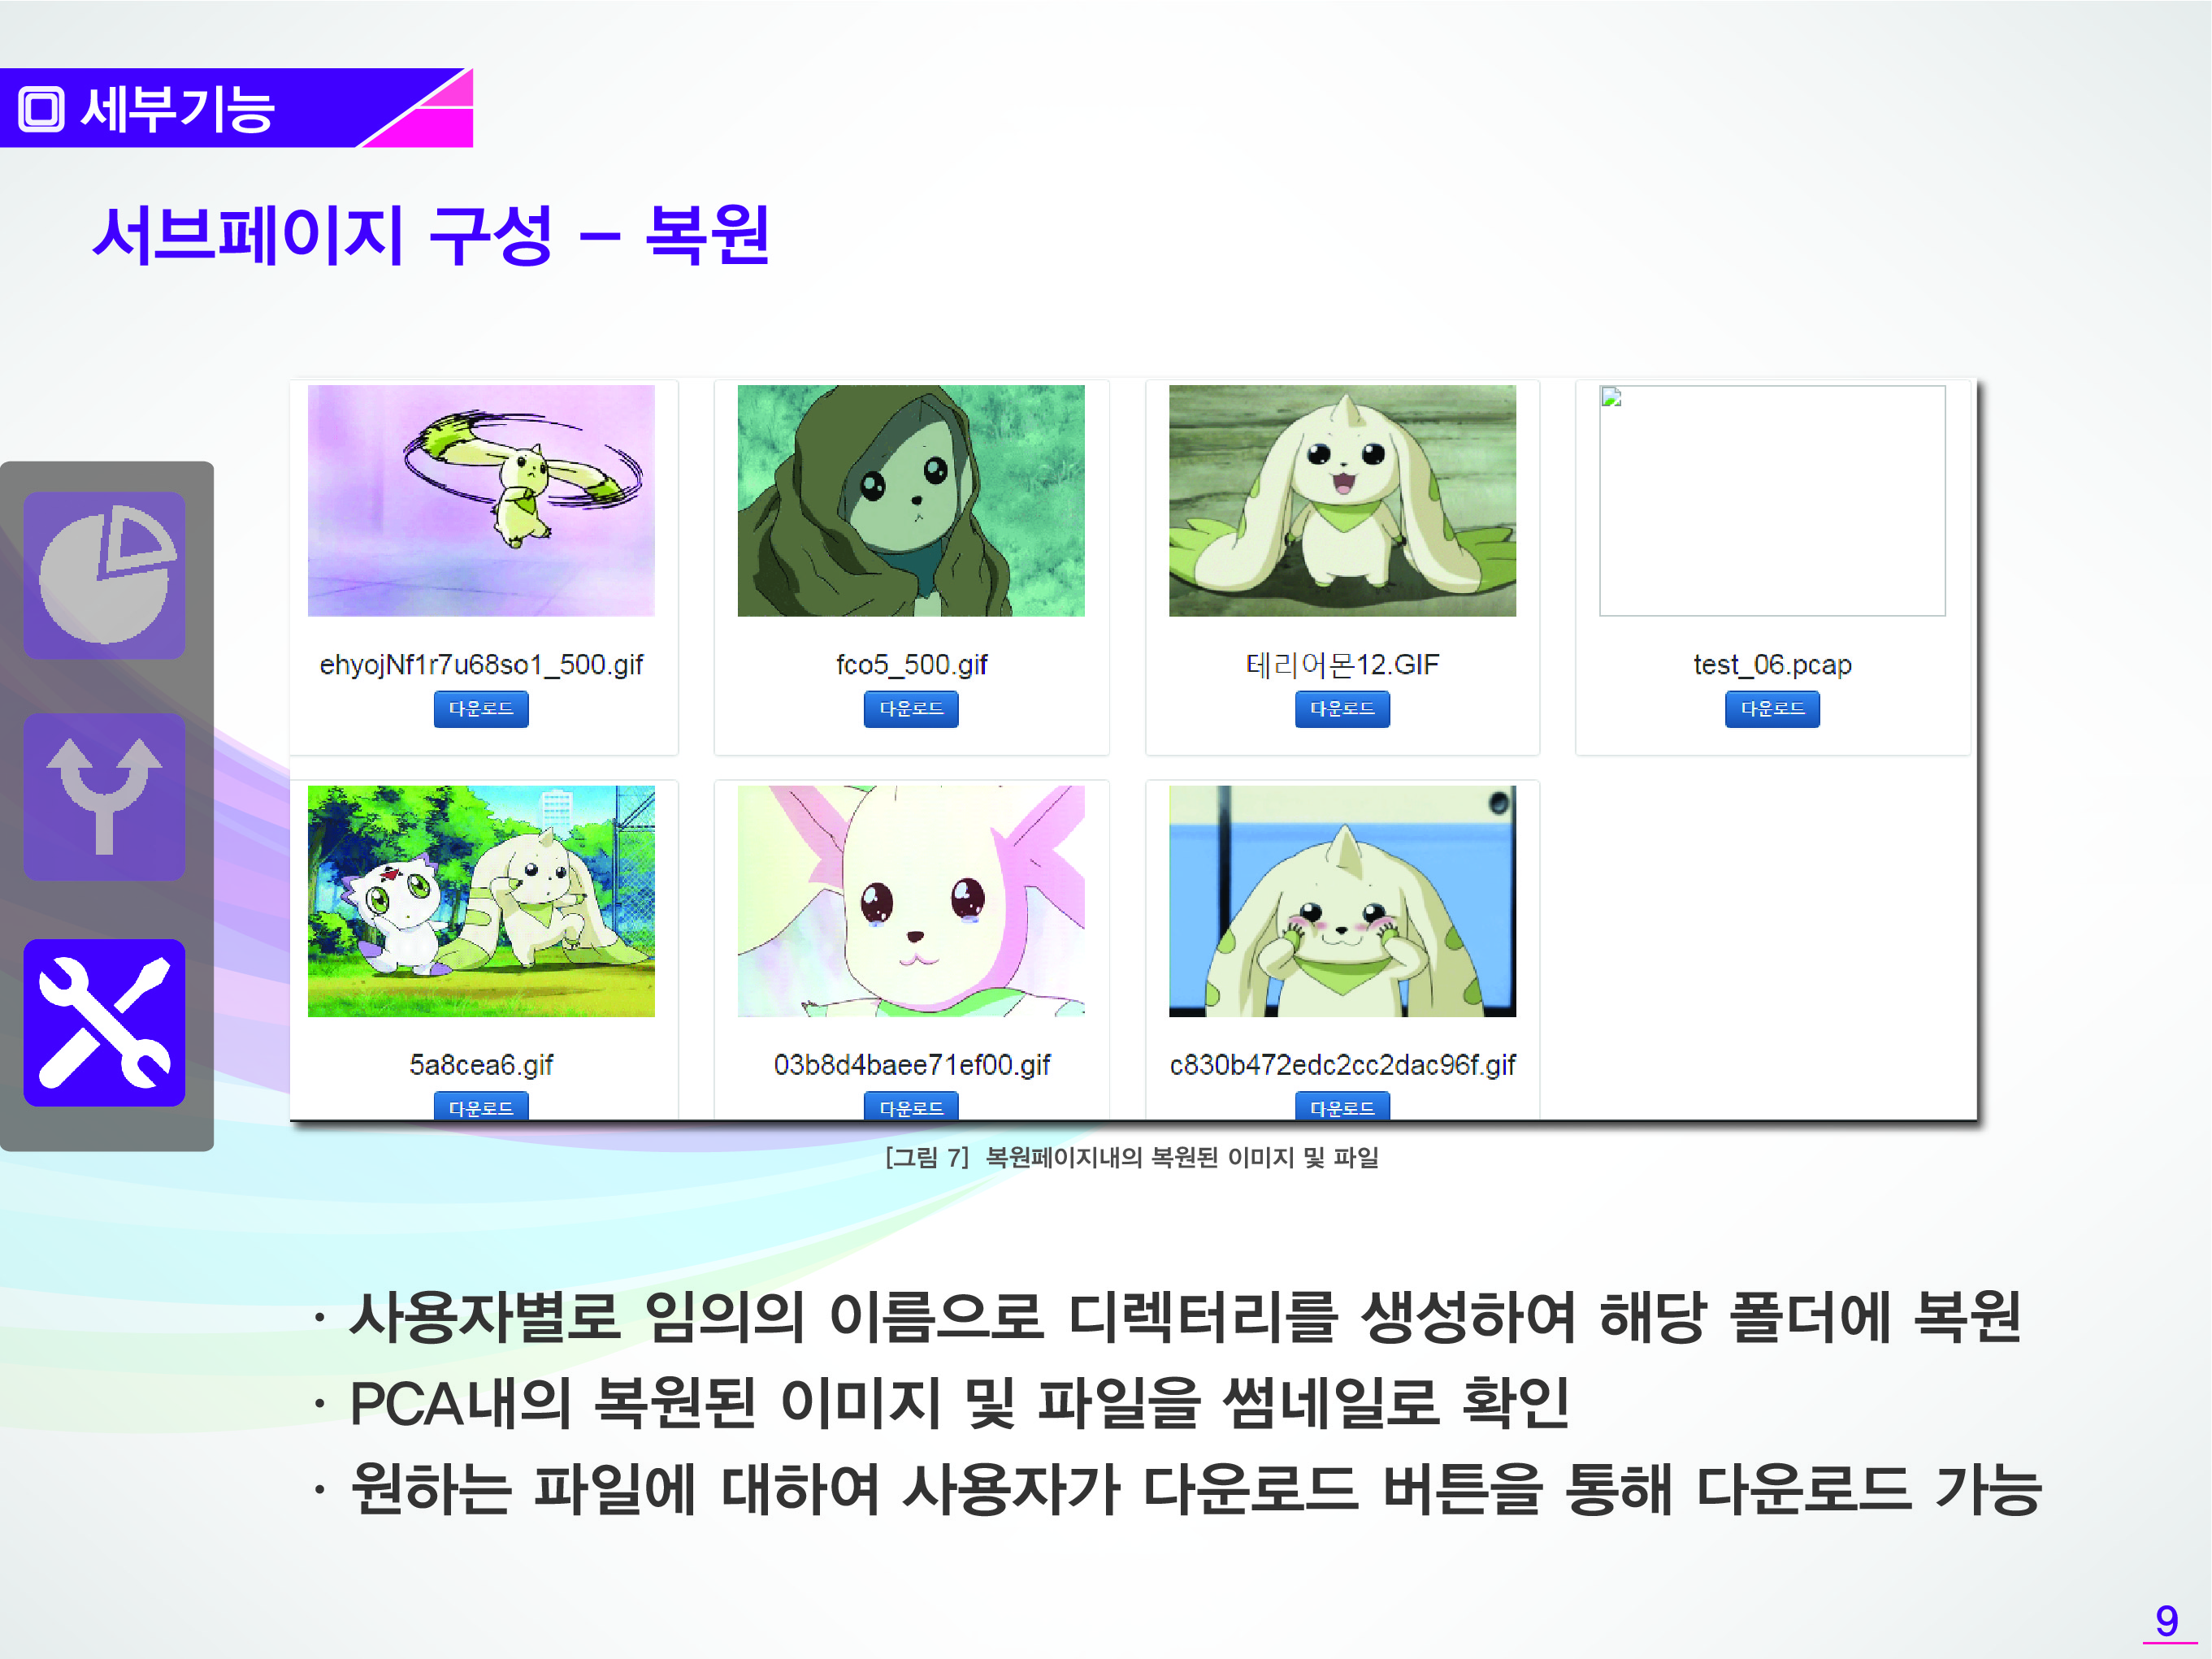 세부기능
서브페이지 구성 – 복원
ehyojNf1r7u68so1_500.gif
다운로드
fco5_500.gif
다운로드
테리어몬12.GIF
다운로드
test_06.pcap
다운로드
5a8cea6.gif
다운로드
03b8d4baee71ef00.gif
다운로드
c830b472edc2cc2dac96f.gif
다운로드
[그림 7] 복원페이지내의 복원된 이미지 및 파일
· 사용자별로 임의의 이름으로 디렉터리를 생성하여 해당 폴더에 복원
· PCA내의 복원된 이미지 및 파일을 썸네일로 확인
· 원하는 파일에 대하여 사용자가 다운로드 버튼을 통해 다운로드 가능
9